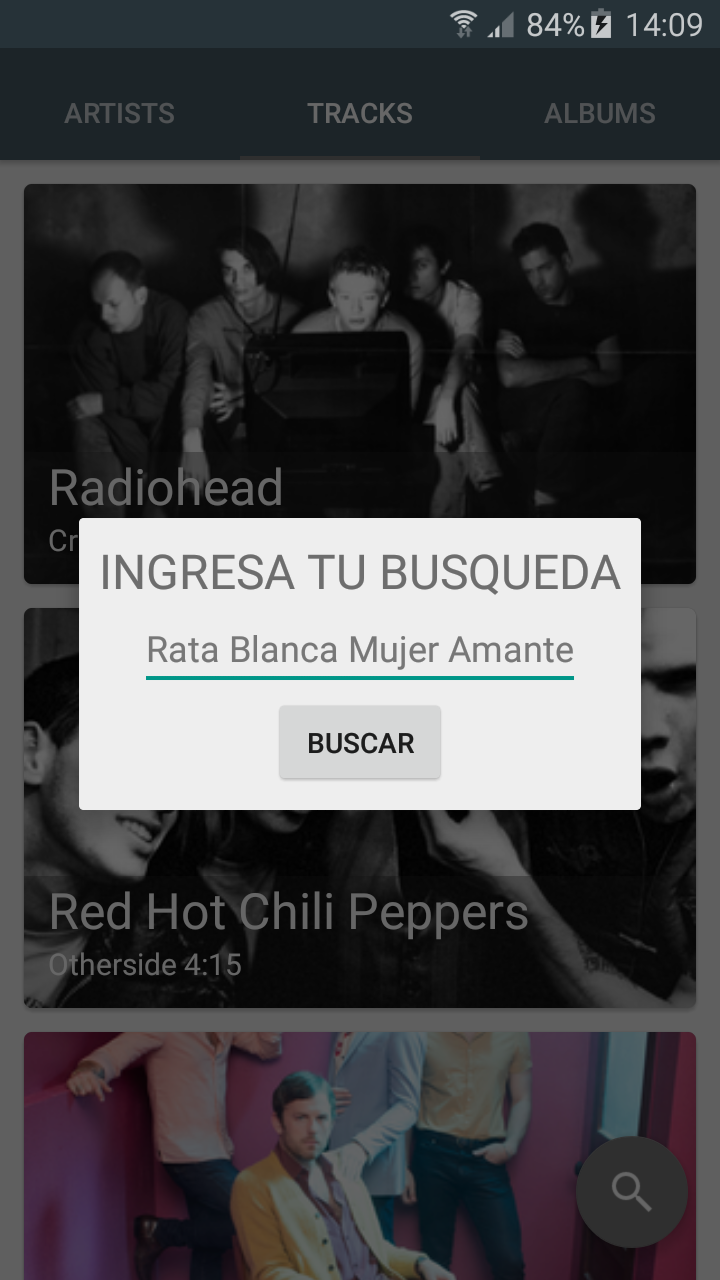 84% 14:09
ARTISTS TRACKS ALBUMS
Radiohead
Cr
INGRESA TU BUSQUEDA
Rata Blanca Mujer Amante
BUSCAR
Red Hot Chili Peppers
Otherside 4:15